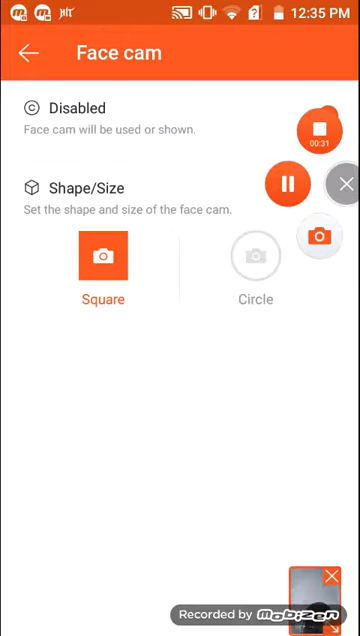 12:35 PM
Face cam
Disabled
Face cam will be used or shown.
00:31
Shape/Size
Set the shape and size of the face cam.
Square
Circle
Recorded by mobizen